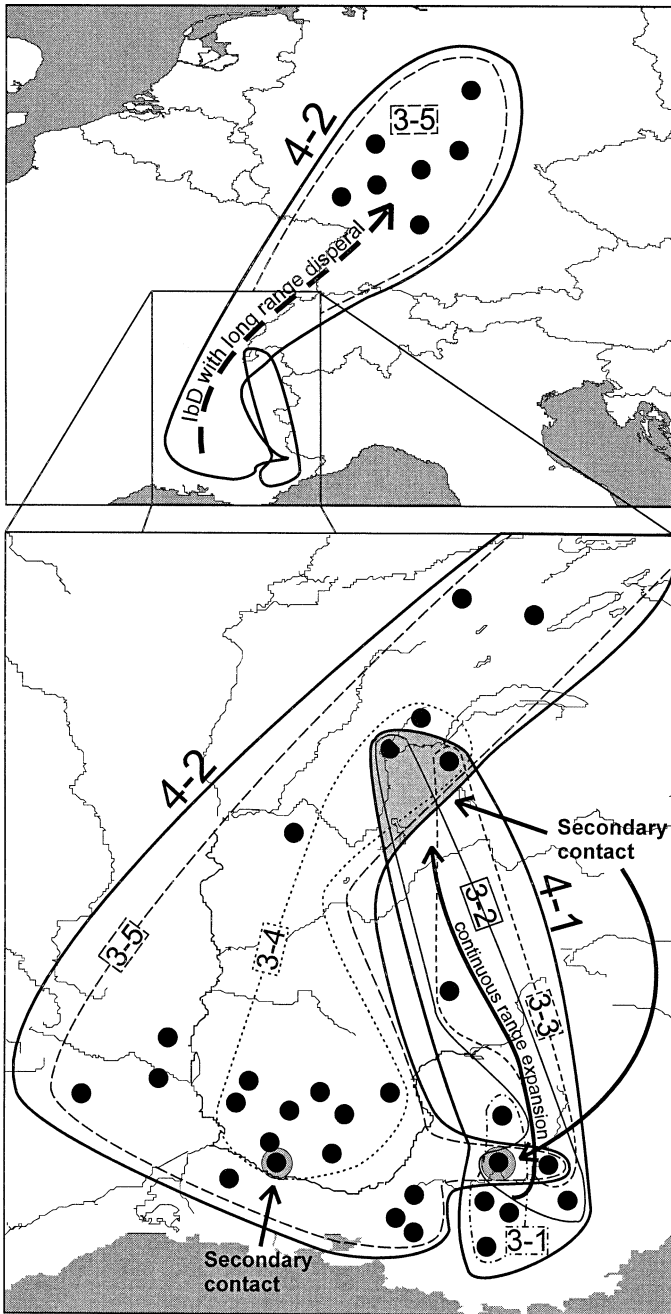 4-2
3-5
IbD with long range disperal
4-2
Secondary
contact
3-2
4-1
3-5
3-4
continuous range expansion
3-3
3-1
Secondary
contact